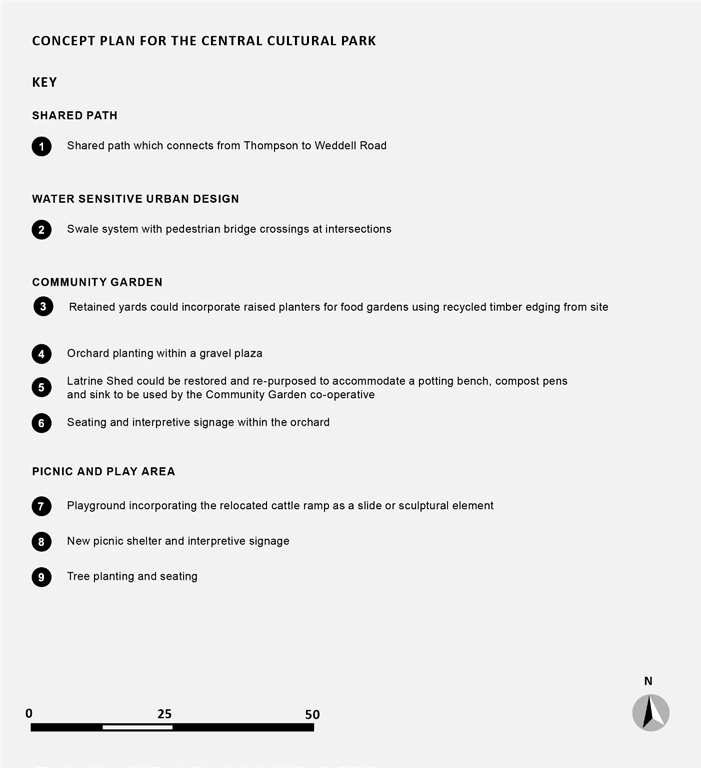 CONCEPT PLAN FOR THE CENTRAL CULTURAL PARK
KEY
SHARED PATH
1 Shared path which connects from Thompson to Weddell Road
WATER SENSITIVE URBAN DESIGN
2 Swale system with pedestrian bridge crossings at intersections
COMMUNITY GARDEN
3 Retained yards could incorporate raised planters for food gardens using recycled timber edging from site
4 Orchard planting within a gravel plaza
5 Latrine Shed could be restored and re-purposed to accommodate a potting bench, compost pens
and sink to be used by the Community Garden co-operative
6 Seating and interpretive signage within the orchard
PICNIC AND PLAY AREA
7 Playground incorporating the relocated cattle ramp as a slide or sculptural element
8 New picnic shelter and interpretive signage
9 Tree planting and seating
N
0 25 50